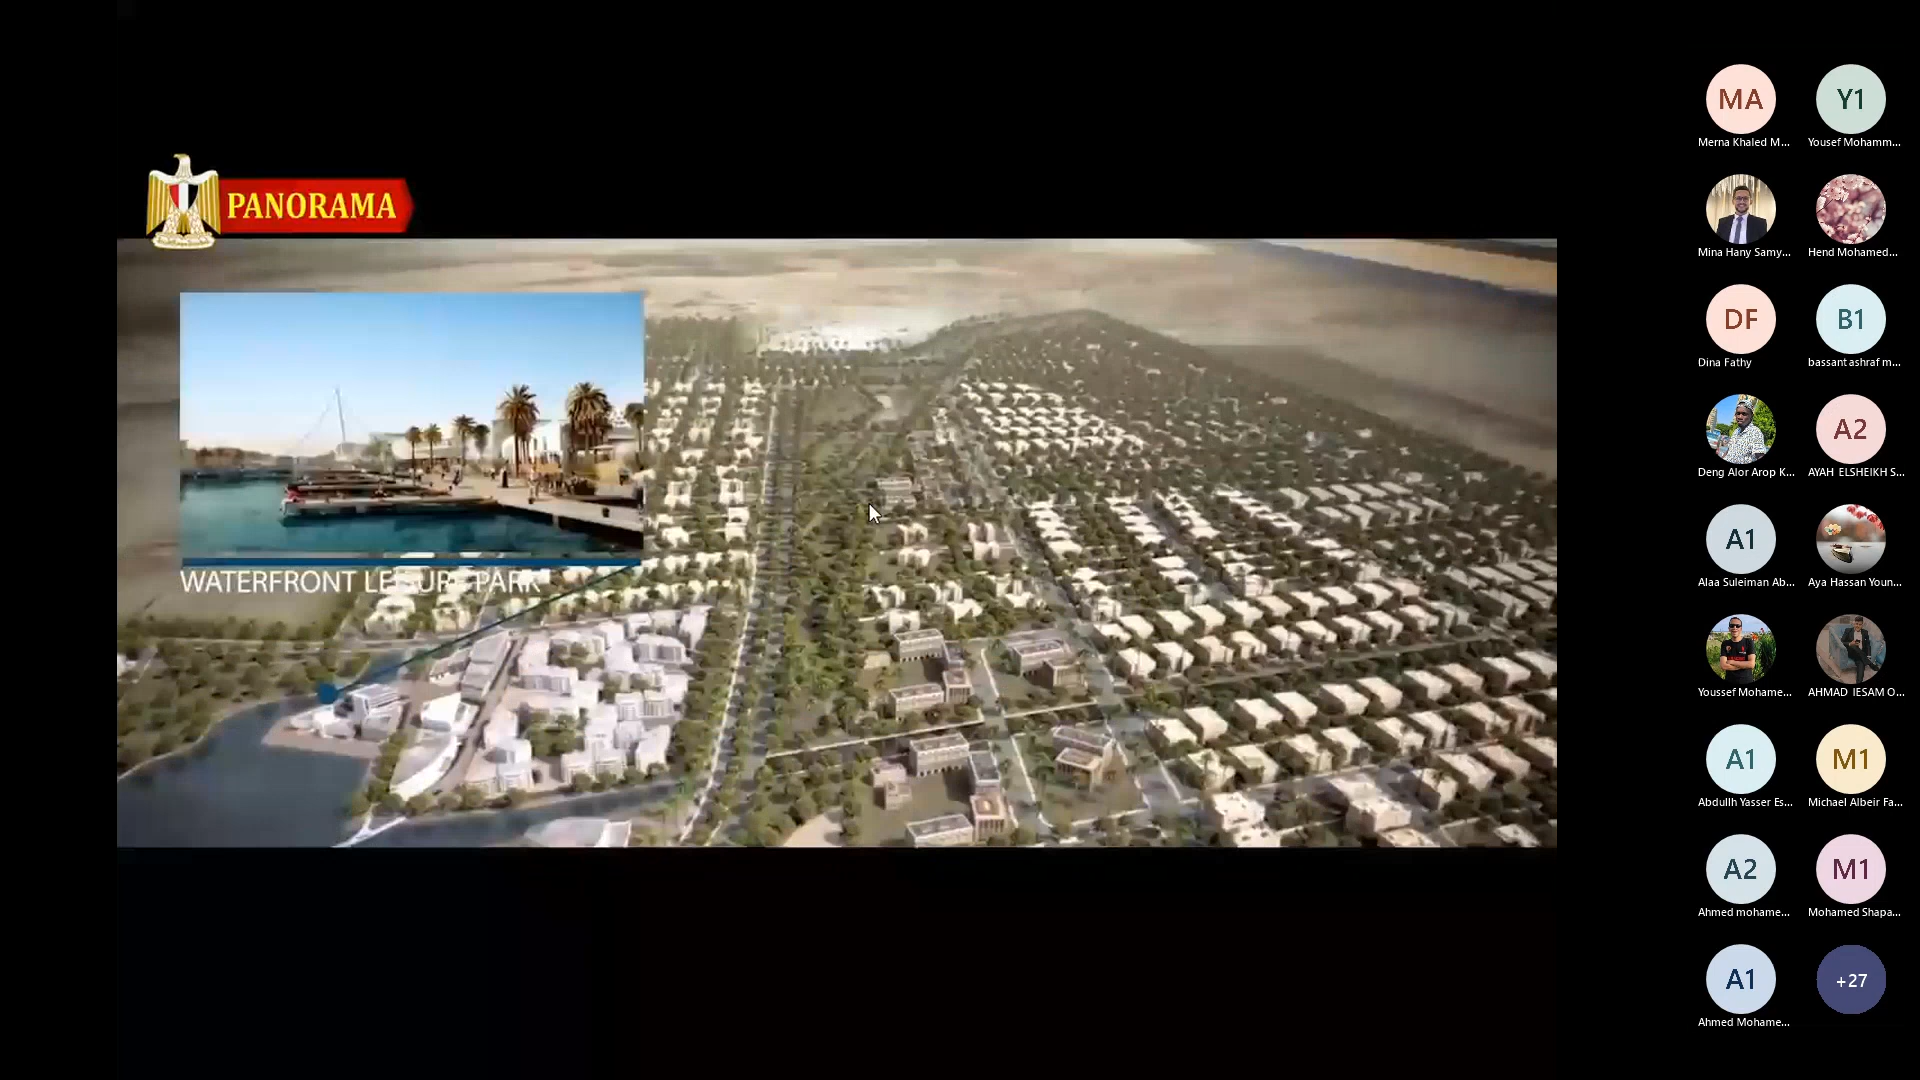 PANORAMA
WATERFRONT LEISURE PARK
MA
Y1
Merna Khaled M...
Yousef Mohamm...
Mina Hany Samy...
Hend Mohamed...
DF
B1
Dina Fathy
bassant ashraf m...
A2
Deng Alor Arop K...
AYAH ELSHEIKH S...
A1
Alaa Suleiman Ab...
Aya Hassan Youn...
Youssef Mohame...
AHMAD IESAM O...
A1
M1
Abdullh Yasser Es...
Michael Albeir Fa...
A2
M1
Ahmed mohame...
Mohamed Shapa...
A1
+27
Ahmed Mohame...